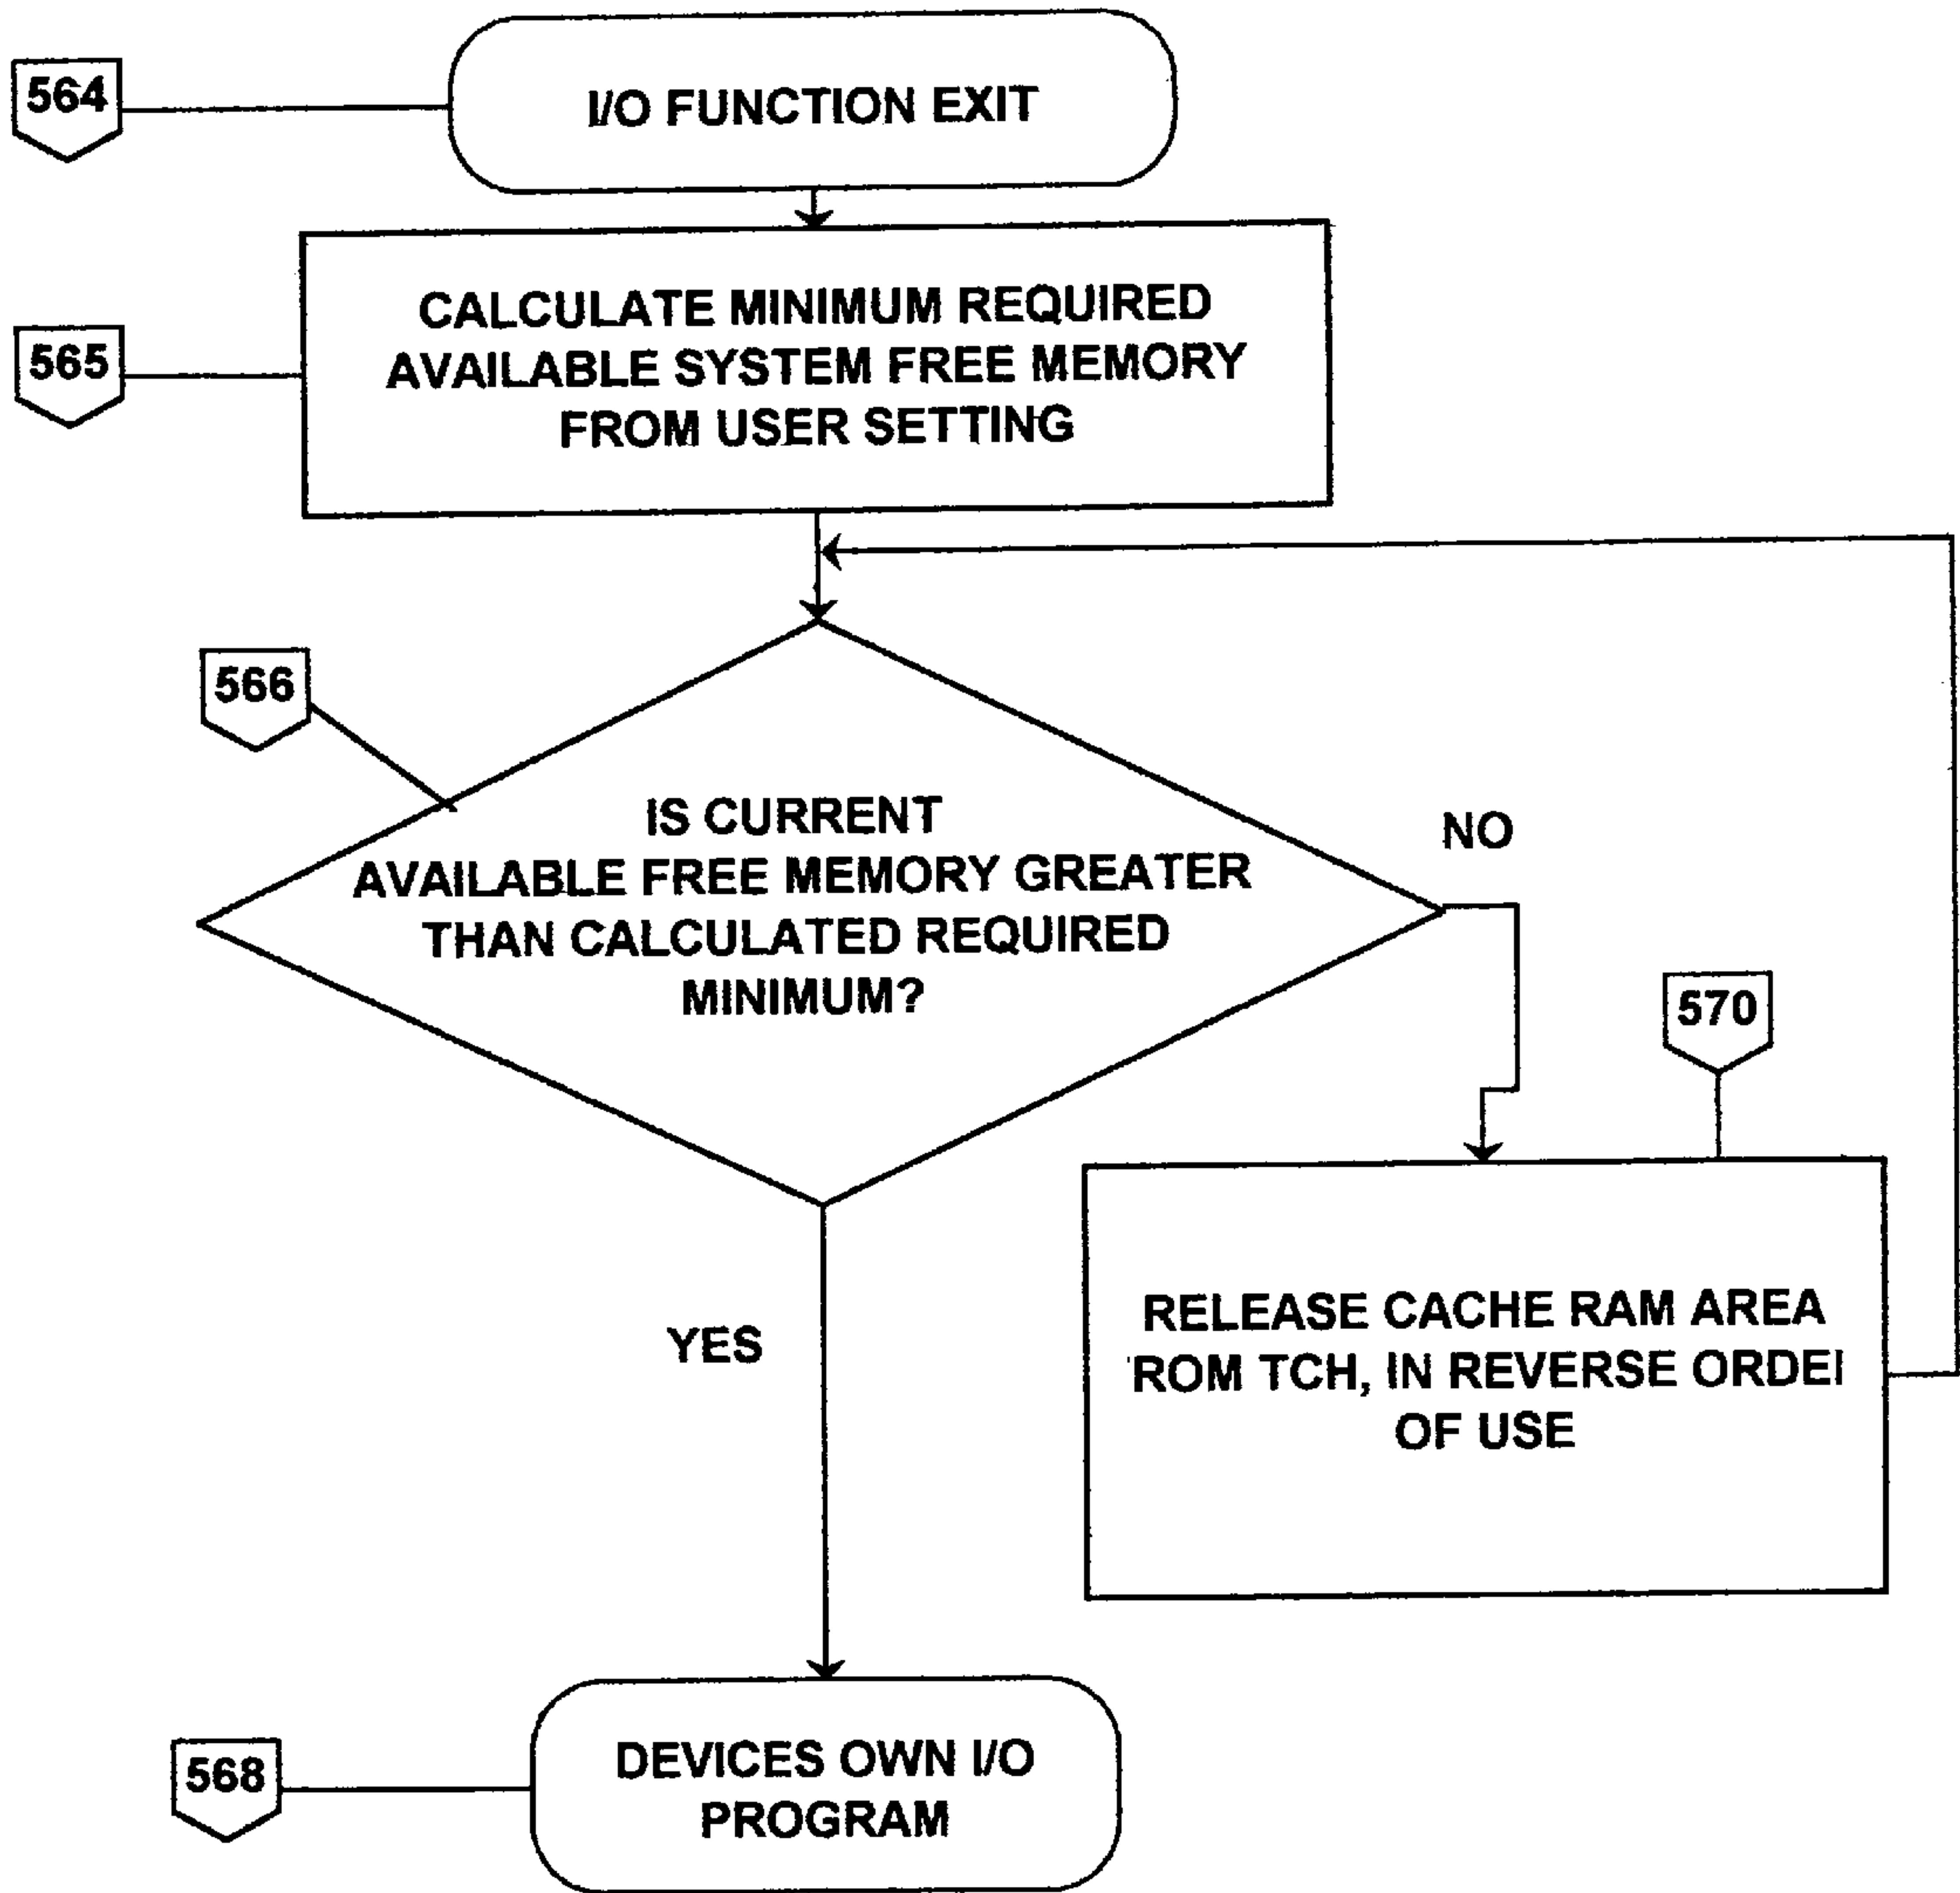 564
I/O FUNCTION EXIT
565
CALCULATE MINIMUM REQUIRED
AVAILABLE SYSTEM FREE MEMORY
FROM USER SETTING
566
IS CURRENT
AVAILABLE FREE MEMORY GREATER
THAN CALCULATED REQUIRED
MINIMUM?
NO
570
RELEASE CACHE RAM AREA
ROM TCH, IN REVERSE ORDE
OF USE
YES
568
DEVICES OWN I/O
PROGRAM